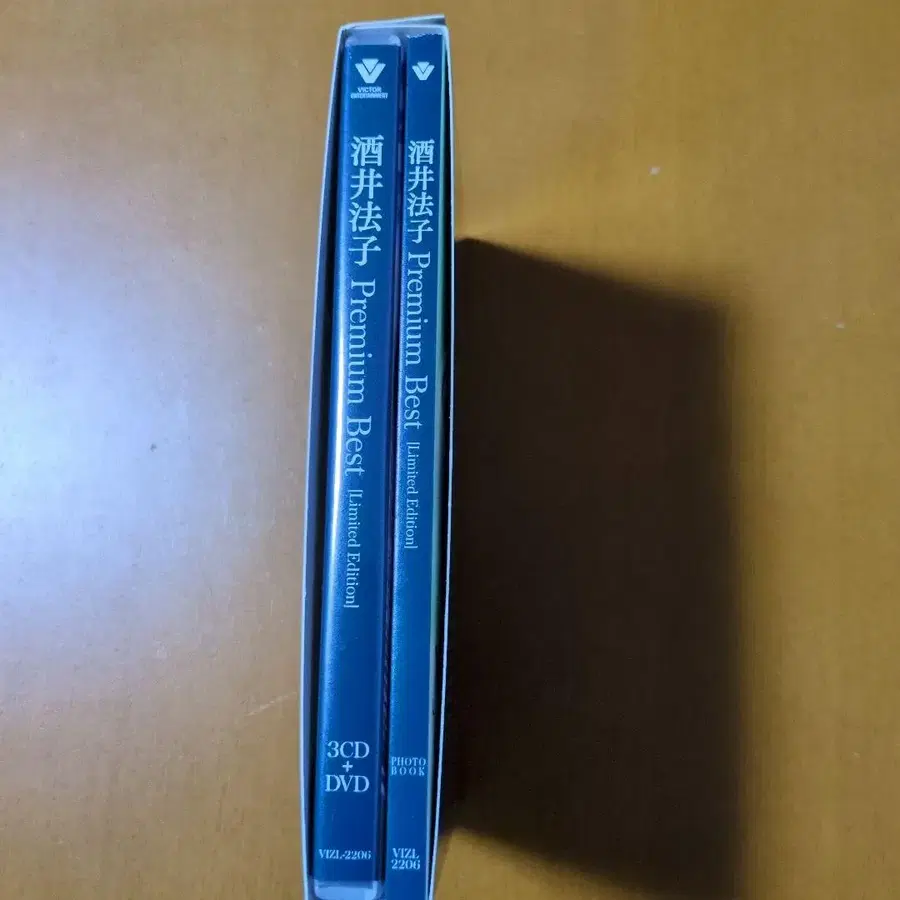 VICTOR
ENTERTAINMENT
酒井法子 Premium Best [Limited Edition]
3CD
+
DVD
VIZL-2206
酒井法子 Premium Best [Limited Edition]
PHOTO
BOOK
VIZL
2206